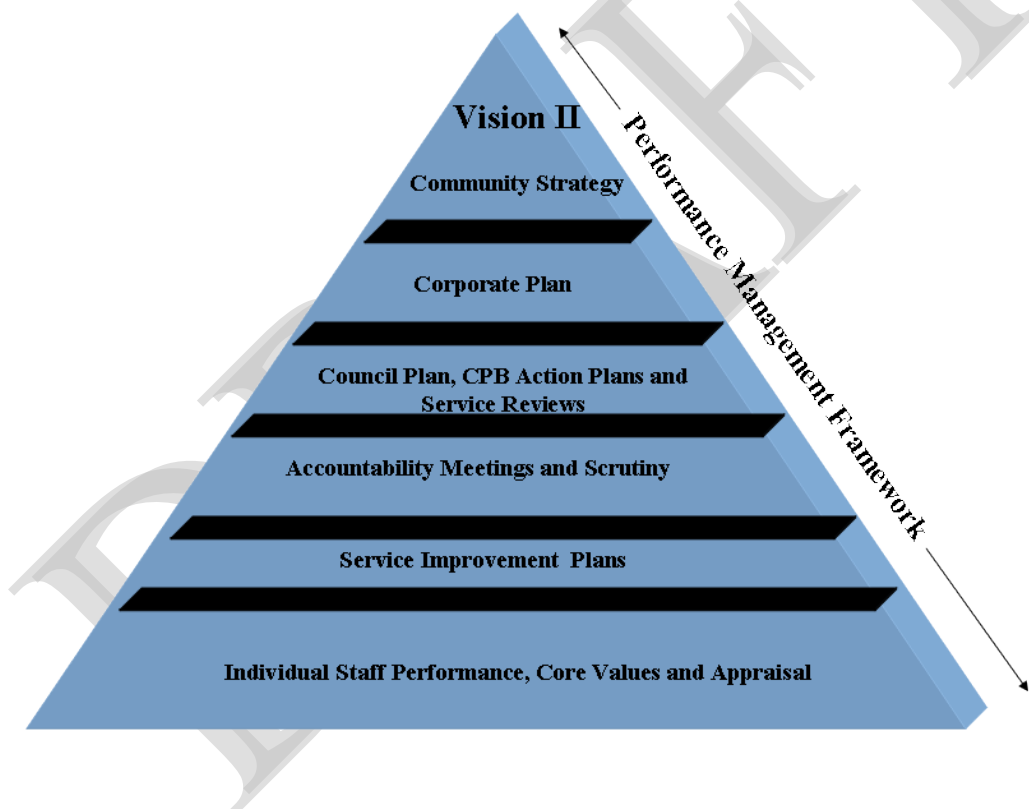 Vision II
Community Strategy
Corporate Plan
Council Plan, CPB Action Plans and
Service Reviews
Accountability Meetings and Scrutiny
Service Improvement Plans
Individual Staff Performance, Core Values and Appraisal
Performance Management Framework
DRAFT